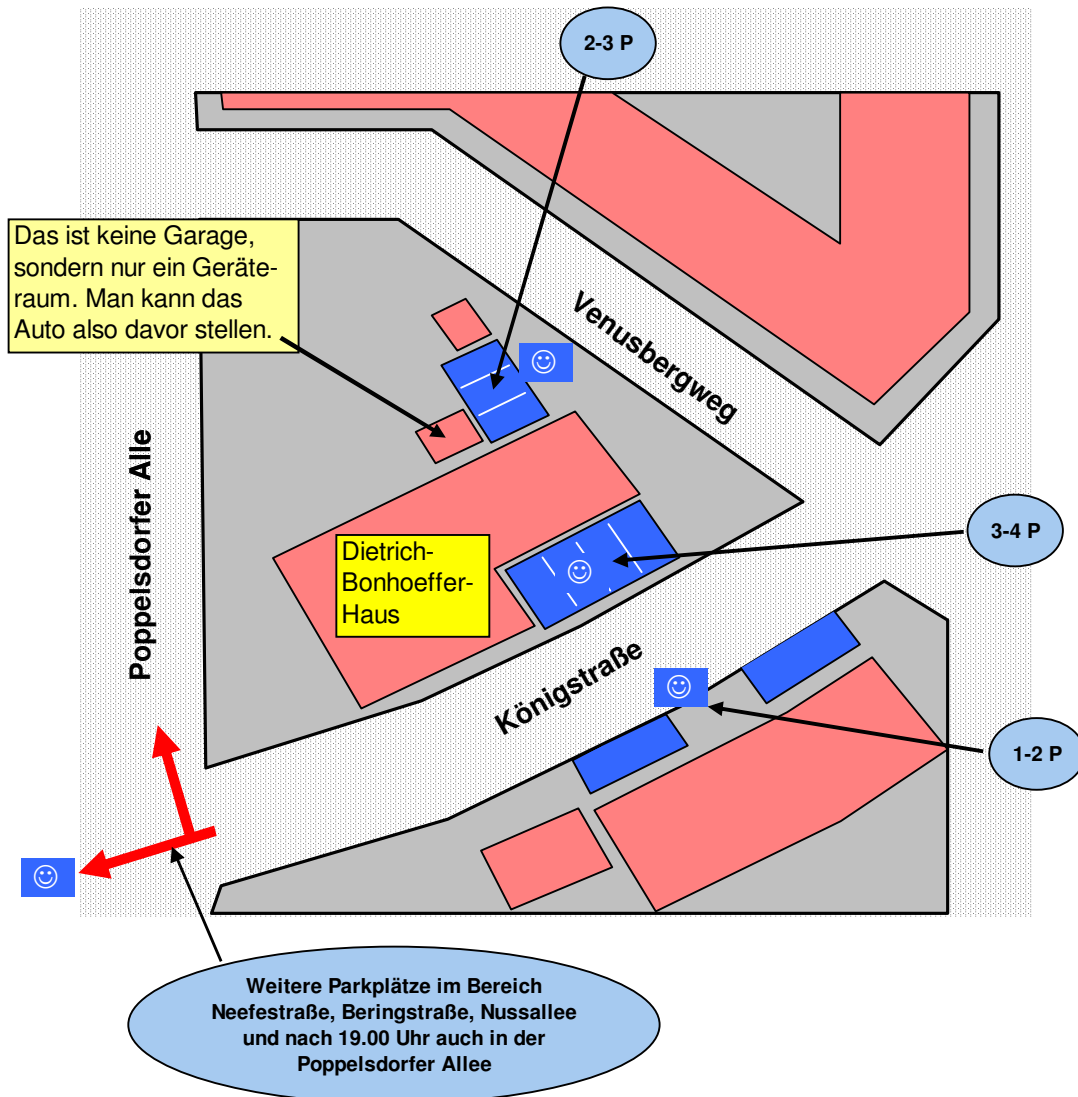 2-3 P
Das ist keine Garage,
sondern nur ein Geräte-
raum. Man kann das
Auto also davor stellen.
Venusbergweg
Poppelsdorfer Alle
3-4 P
Dietrich-
Bonhoeffer-
Haus
Königstraße
1-2 P
Weitere Parkplätze im Bereich
Neefestraße, Beringstraße, Nussallee
und nach 19.00 Uhr auch in der
Poppelsdorfer Allee